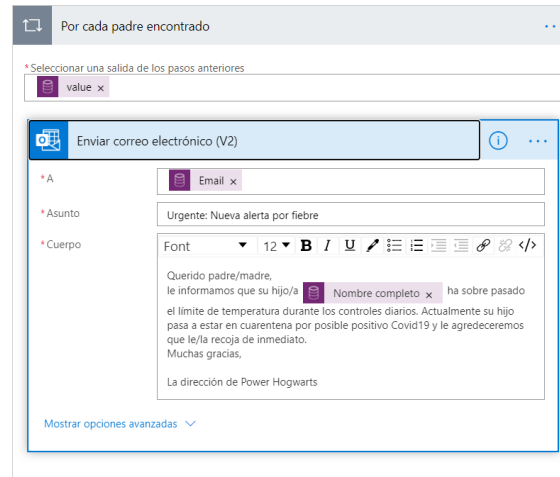 Por cada padre encontrado
* Seleccionar una salida de los pasos anteriores
value x
Enviar correo electrónico (V2)
* A
Email x
* Asunto
Urgente: Nueva alerta por fiebre
* Cuerpo
Font 12 B I U
Querido padre/madre,
le informamos que su hijo/a Nombre completo x ha sobre pasado
el límite de temperatura durante los controles diarios. Actualmente su hijo
pasa a estar en cuarentena por posible positivo Covid19 y le agredeceremos
que le/la recoja de inmediato.
Muchas gracias,
La dirección de Power Hogwarts
Mostrar opciones avanzadas